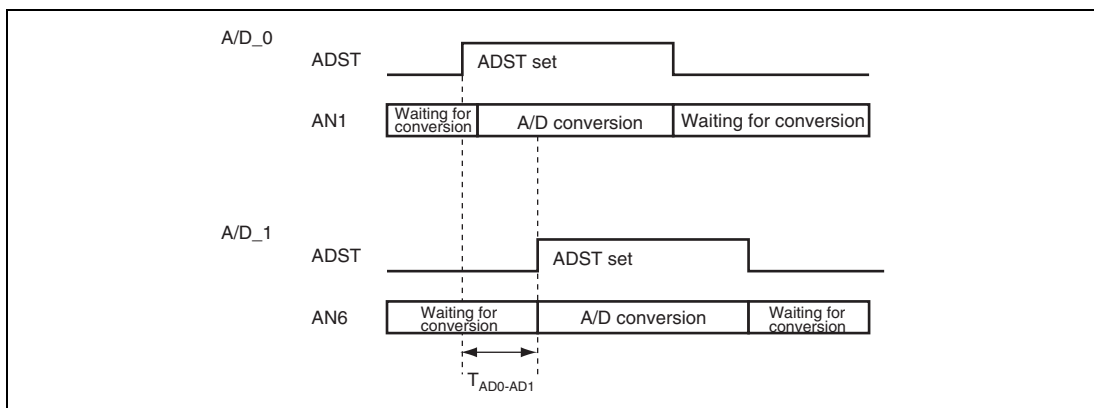 A/D_0
ADST
ADST set
AN1
Waiting for
conversion
A/D conversion
Waiting for conversion
A/D_1
ADST
ADST set
AN6
Waiting for
conversion
A/D conversion
Waiting for
conversion
TAD0-AD1